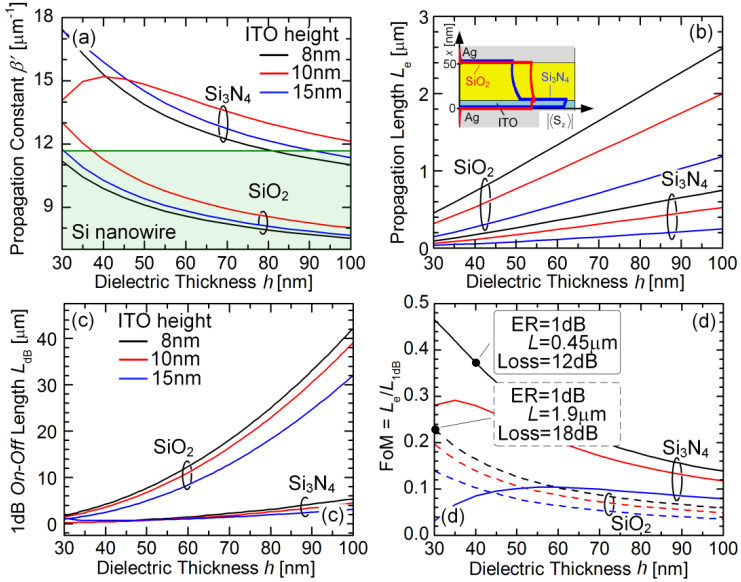 (a)
ITO height
8nm
10nm
15nm
Si₃N₄
SiO₂
Si nanowire
18
15
12
9
30 40 50 60 70 80 90 100
Dielectric Thickness h [nm]
Propagation Constant β′ [μm⁻¹]
(b)
x [nm]
50
0
Ag
SiO₂
Si₃N₄
Ag
ITO
|⟨S_z⟩|
SiO₂
Si₃N₄
3
2
1
0
30 40 50 60 70 80 90 100
Dielectric Thickness h [nm]
Propagation Length L_e [μm]
(c)
ITO height
8nm
10nm
15nm
SiO₂
Si₃N₄
(c)
40
30
20
10
0
30 40 50 60 70 80 90 100
Dielectric Thickness h [nm]
1dB On-Off Length L_dB [μm]
(d)
ER=1dB
L=0.45μm
Loss=12dB
ER=1dB
L=1.9μm
Loss=18dB
Si₃N₄
SiO₂
(d)
0.5
0.4
0.3
0.2
0.1
0.0
30 40 50 60 70 80 90 100
Dielectric Thickness h [nm]
FoM = L_e/L_1dB